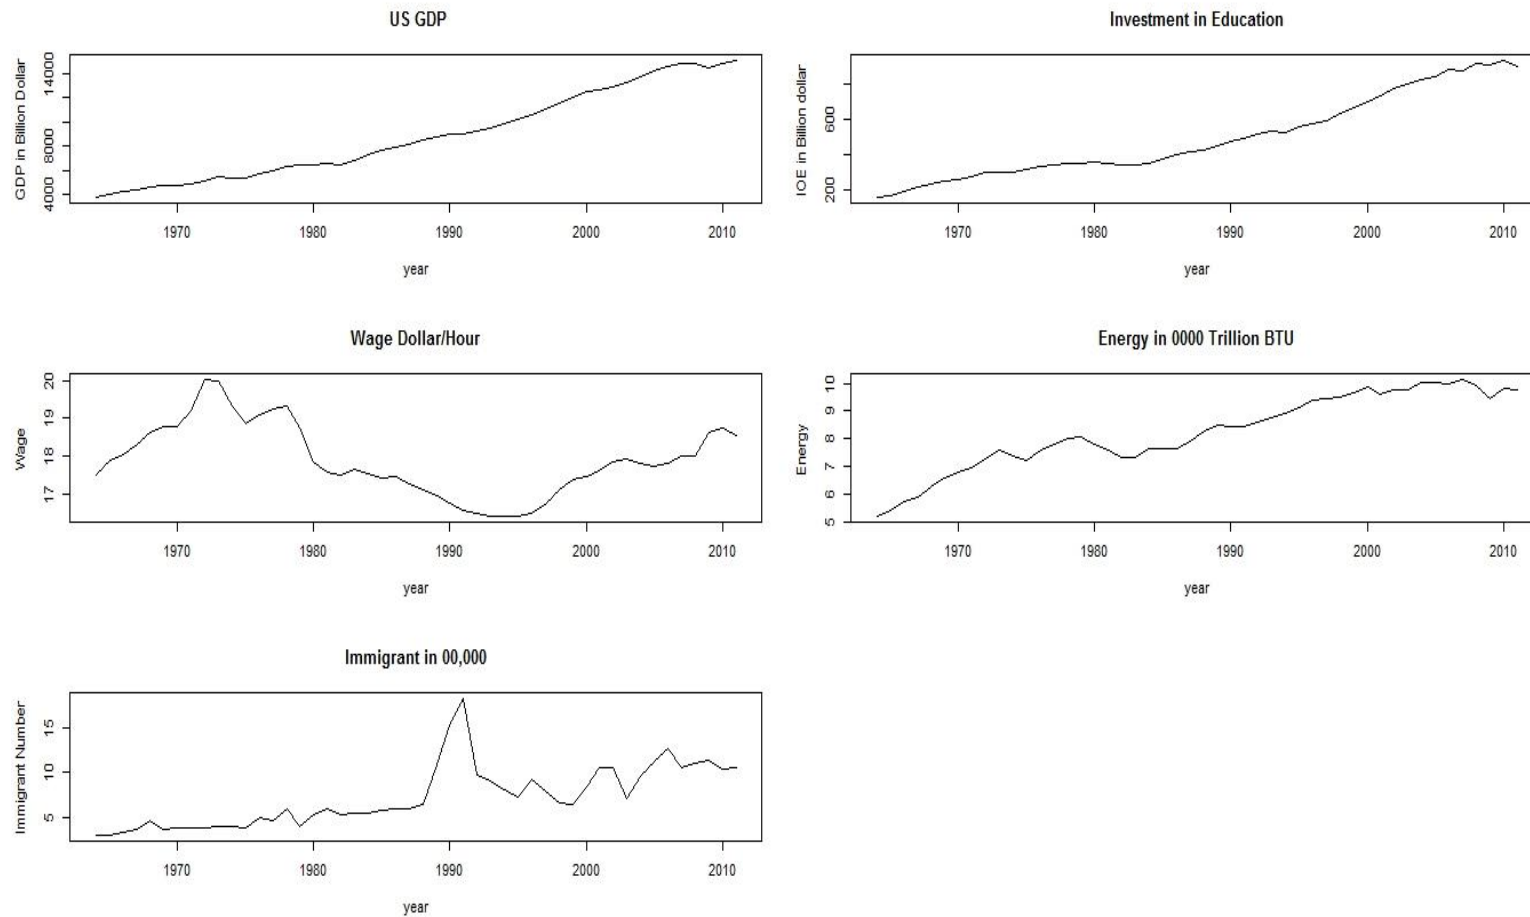 US GDP
GDP in Billion Dollar
4000
8000
14000
1970
1980
1990
2000
2010
year
Investment in Education
IOE in Billion dollar
200
600
1970
1980
1990
2000
2010
year
Wage Dollar/Hour
Wage
17
18
19
20
1970
1980
1990
2000
2010
year
Energy in 0000 Trillion BTU
Energy
5
6
7
8
9
10
1970
1980
1990
2000
2010
year
Immigrant in 00,000
Immigrant Number
5
10
15
1970
1980
1990
2000
2010
year